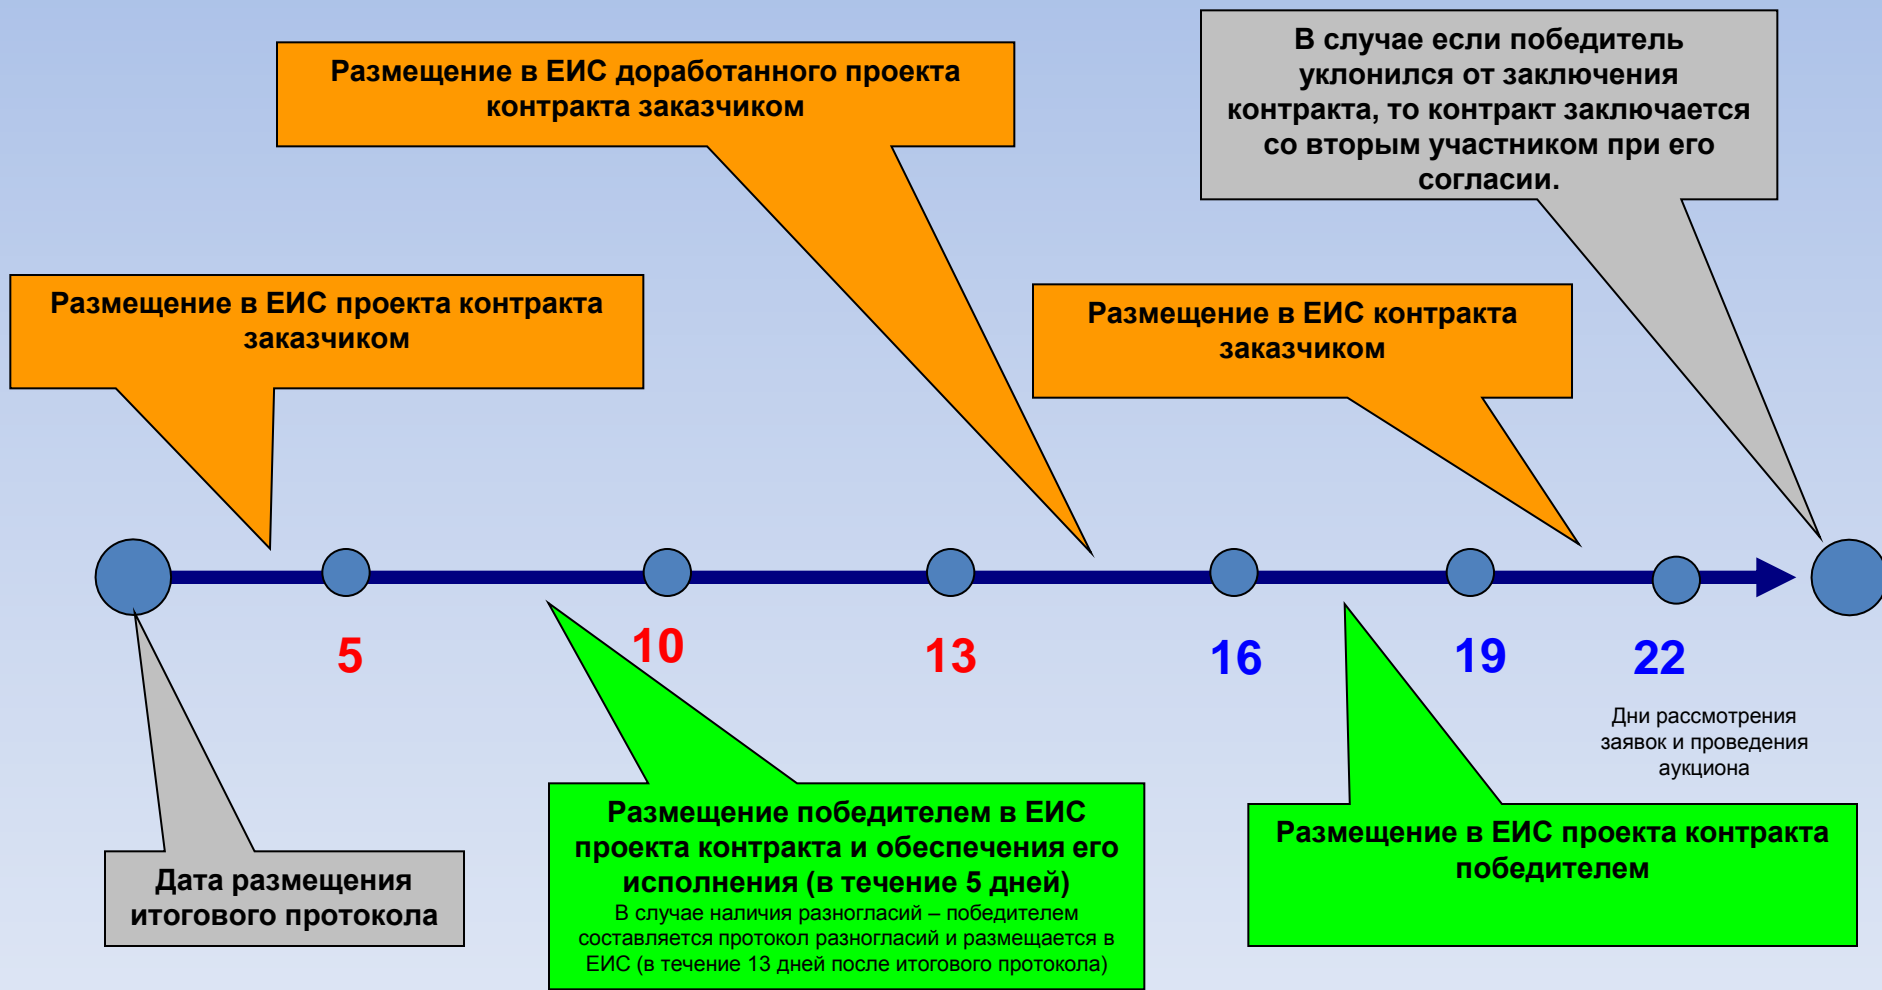 В случае если победитель
уклонился от заключения
контракта, то контракт заключается
со вторым участником при его
согласии.
Размещение в ЕИС доработанного проекта
контракта заказчиком
Размещение в ЕИС проекта контракта
заказчиком
Размещение в ЕИС контракта
заказчиком
5
10
13
16
19
22
Дни рассмотрения
заявок и проведения
аукциона
Дата размещения
итогового протокола
Размещение победителем в ЕИС
проекта контракта и обеспечения его
исполнения (в течение 5 дней)
В случае наличия разногласий – победителем
составляется протокол разногласий и размещается в
ЕИС (в течение 13 дней после итогового протокола)
Размещение в ЕИС проекта контракта
победителем